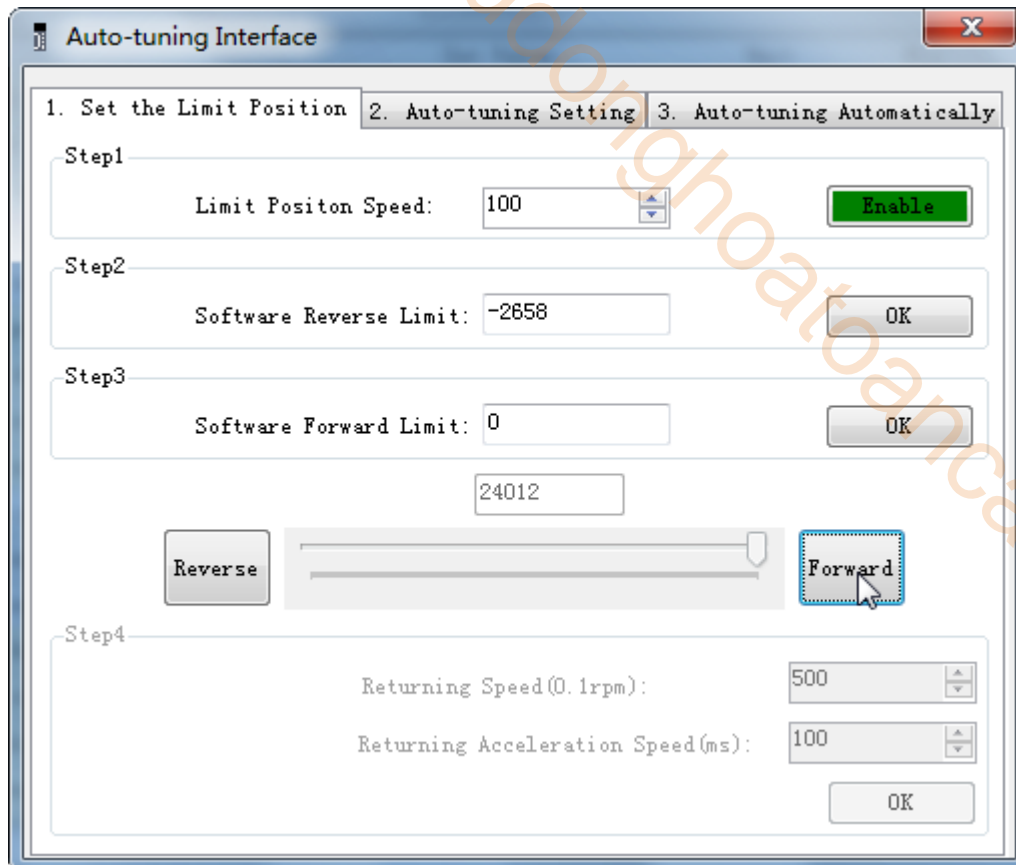 Auto-tuning Interface
1. Set the Limit Position 2. Auto-tuning Setting 3. Auto-tuning Automatically
Step1
Limit Positon Speed: 100 Enable
Step2
Software Reverse Limit: -2658 OK
Step3
Software Forward Limit: 0 OK
24012
Reverse Forward
Step4
Returning Speed(0.1rpm): 500
Returning Acceleration Speed(ms): 100
OK